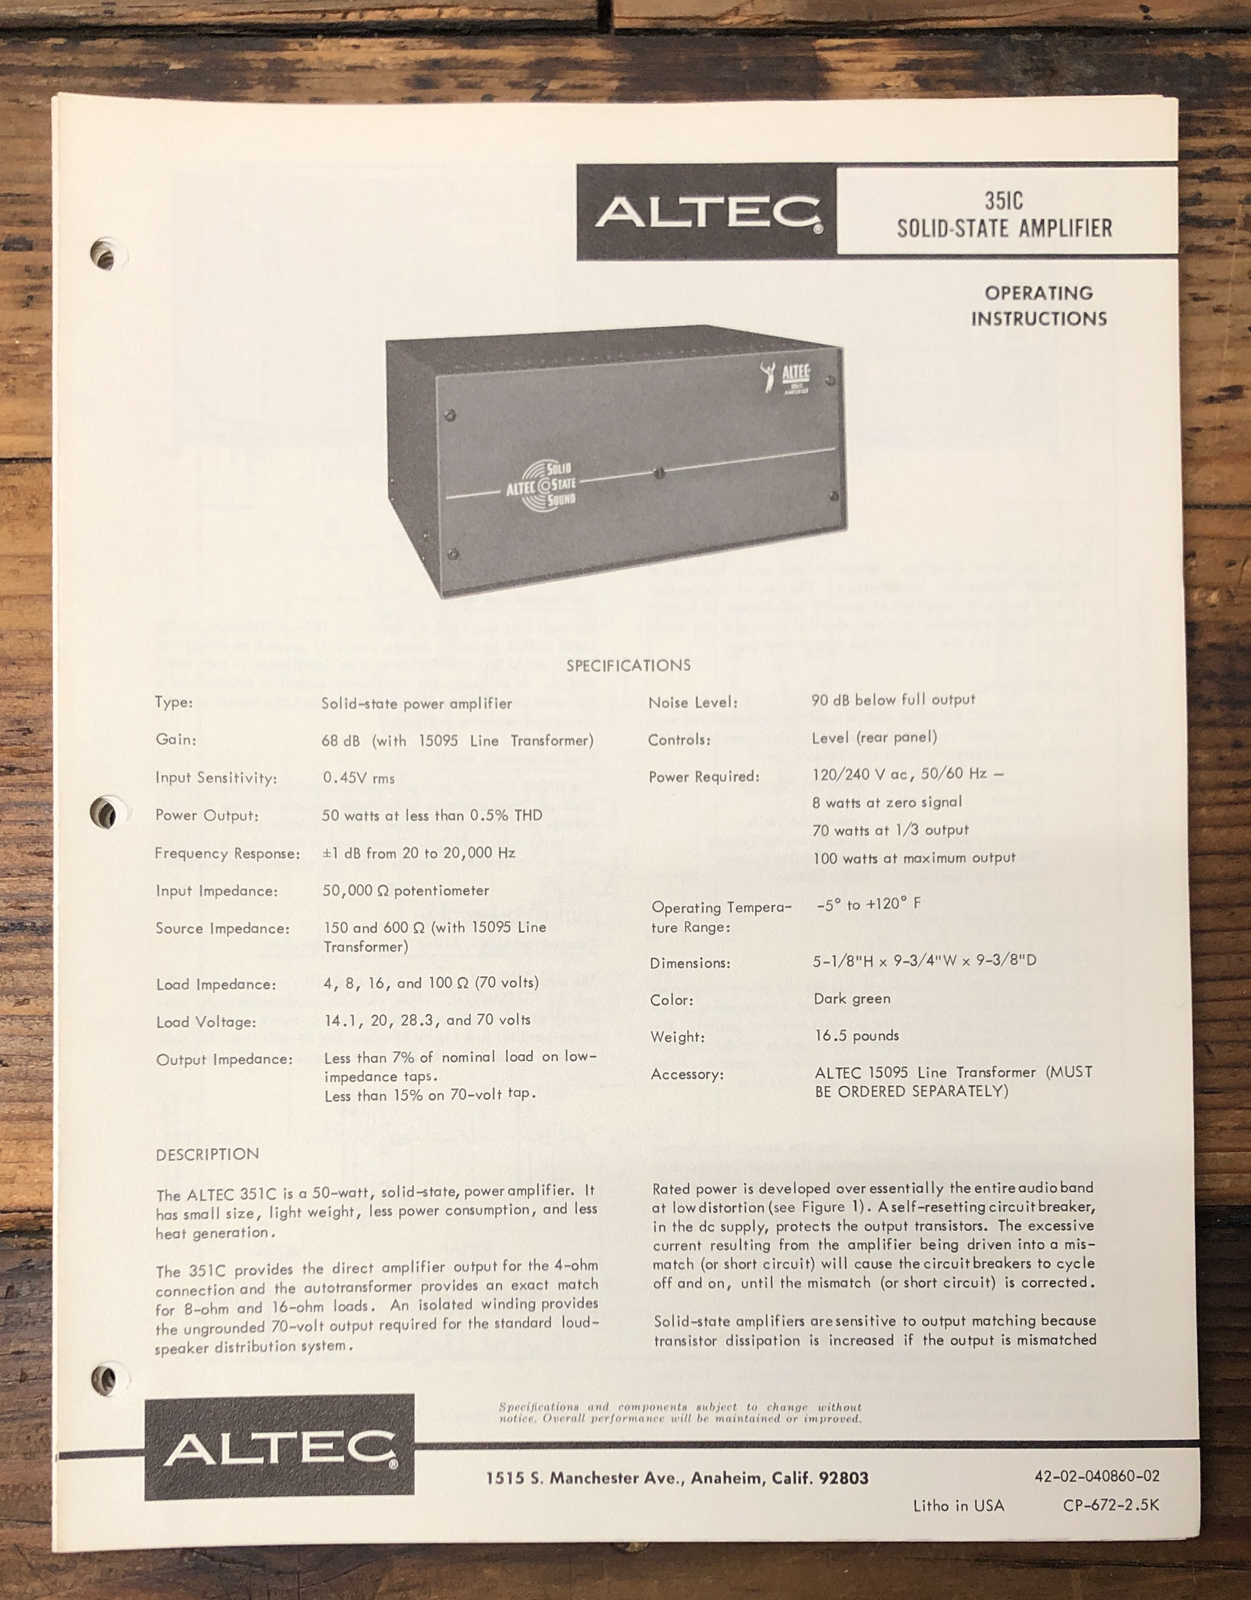 ALTEC®
351C
SOLID-STATE AMPLIFIER
OPERATING
INSTRUCTIONS
ALTEC
SOLID
ALTEC STATE
SOUND
SPECIFICATIONS
Type: Solid-state power amplifier
Gain: 68 dB (with 15095 Line Transformer)
Input Sensitivity: 0.45V rms
Power Output: 50 watts at less than 0.5% THD
Frequency Response: ±1 dB from 20 to 20,000 Hz
Input Impedance: 50,000 Ω potentiometer
Source Impedance: 150 and 600 Ω (with 15095 Line
Transformer)
Load Impedance: 4, 8, 16, and 100 Ω (70 volts)
Load Voltage: 14.1, 20, 28.3, and 70 volts
Output Impedance: Less than 7% of nominal load on low-
impedance taps.
Less than 15% on 70-volt tap.
Noise Level: 90 dB below full output
Controls: Level (rear panel)
Power Required: 120/240 V ac, 50/60 Hz –
8 watts at zero signal
70 watts at 1/3 output
100 watts at maximum output
Operating Tempera- -5° to +120° F
ture Range:
Dimensions: 5-1/8"H x 9-3/4"W x 9-3/8"D
Color: Dark green
Weight: 16.5 pounds
Accessory: ALTEC 15095 Line Transformer (MUST
BE ORDERED SEPARATELY)
DESCRIPTION
The ALTEC 351C is a 50-watt, solid-state, power amplifier. It
has small size, light weight, less power consumption, and less
heat generation.
The 351C provides the direct amplifier output for the 4-ohm
connection and the autotransformer provides an exact match
for 8-ohm and 16-ohm loads. An isolated winding provides
the ungrounded 70-volt output required for the standard loud-
speaker distribution system.
Rated power is developed over essentially the entire audio band
at low distortion (see Figure 1). A self-resetting circuit breaker,
in the dc supply, protects the output transistors. The excessive
current resulting from the amplifier being driven into a mis-
match (or short circuit) will cause the circuit breakers to cycle
off and on, until the mismatch (or short circuit) is corrected.
Solid-state amplifiers are sensitive to output matching because
transistor dissipation is increased if the output is mismatched
Specifications and components subject to change without
notice. Overall performance will be maintained or improved.
ALTEC®
1515 S. Manchester Ave., Anaheim, Calif. 92803
42-02-040860-02
Litho in USA CP-672-2.5K